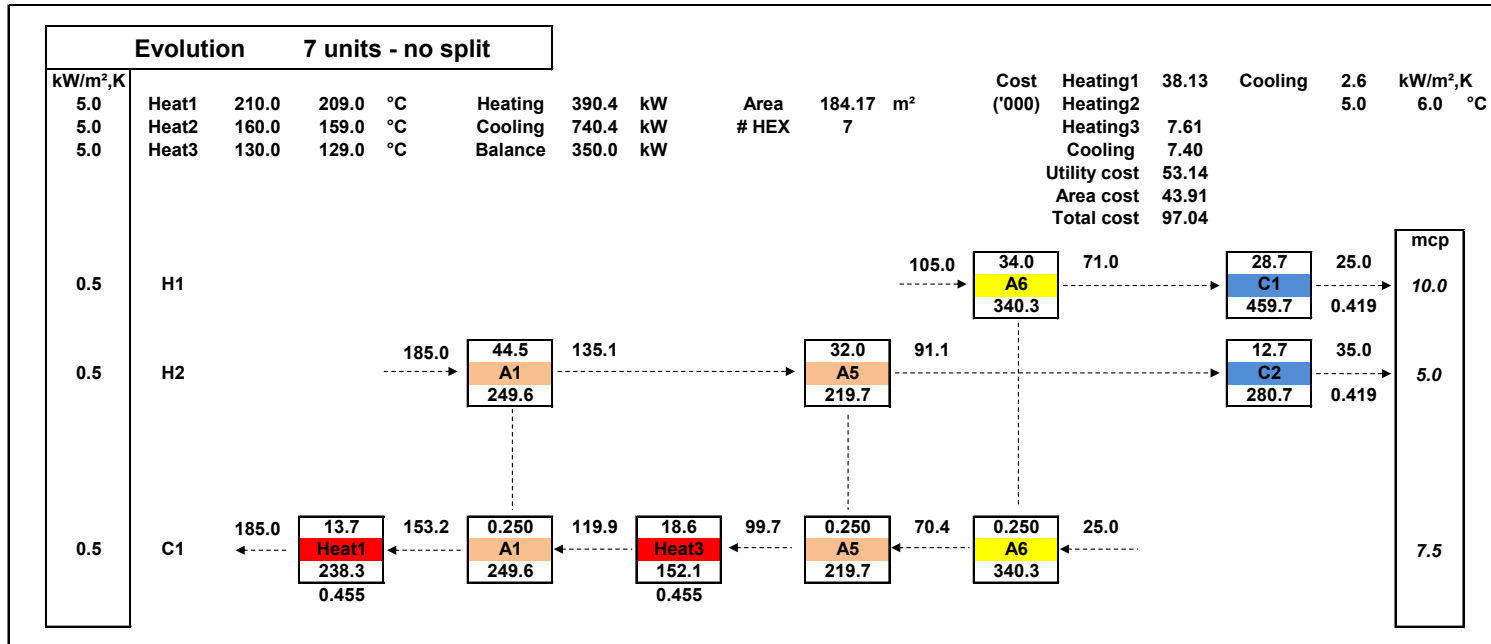 Evolution 7 units - no split
kW/m²,K Cost Heating1 38.13 Cooling 2.6 kW/m²,K
5.0 Heat1 210.0 209.0 °C Heating 390.4 kW Area 184.17 m² ('000) Heating2 5.0 6.0 °C
5.0 Heat2 160.0 159.0 °C Cooling 740.4 kW # HEX 7 Heating3 7.61
5.0 Heat3 130.0 129.0 °C Balance 350.0 kW Cooling 7.40
Utility cost 53.14
Area cost 43.91
Total cost 97.04
mcp
105.0 34.0 71.0 28.7 25.0
0.5 H1 A6 C1 10.0
340.3 459.7 0.419
185.0 44.5 135.1 32.0 91.1 12.7 35.0
0.5 H2 A1 A5 C2 5.0
249.6 219.7 280.7 0.419
185.0 13.7 153.2 0.250 119.9 18.6 99.7 0.250 70.4 0.250 25.0
0.5 C1 Heat1 A1 Heat3 A5 A6 7.5
238.3 249.6 152.1 219.7 340.3
0.455 0.455